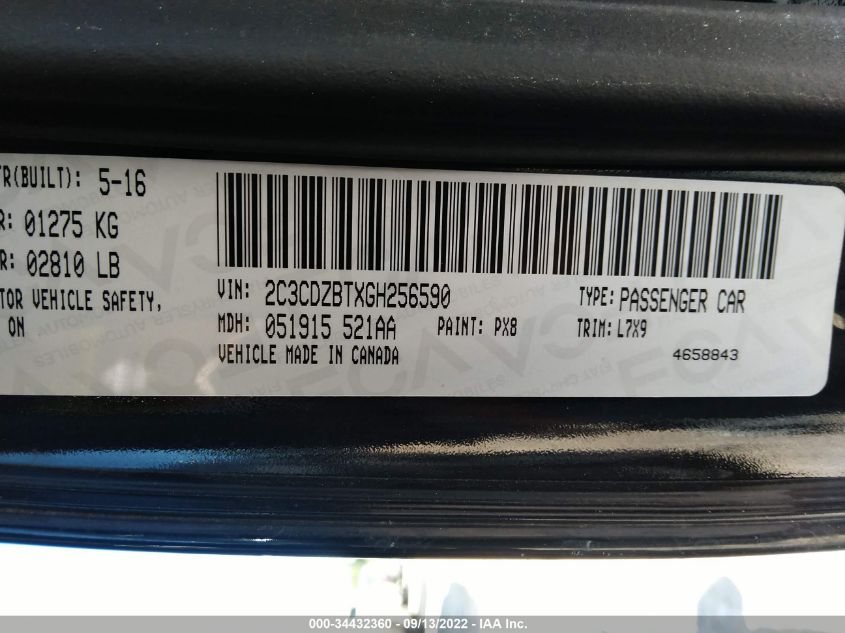 TR(BUILT): 5-16
R: 01275 KG
R: 02810 LB
TOR VEHICLE SAFETY,
ON
VIN: 2C3CDZBTXGH256590 TYPE: PASSENGER CAR
MDH: 051915 521AA PAINT: PX8 TRIM: L7X9
VEHICLE MADE IN CANADA 4658843
000-34432360 - 09/13/2022 - IAA Inc.